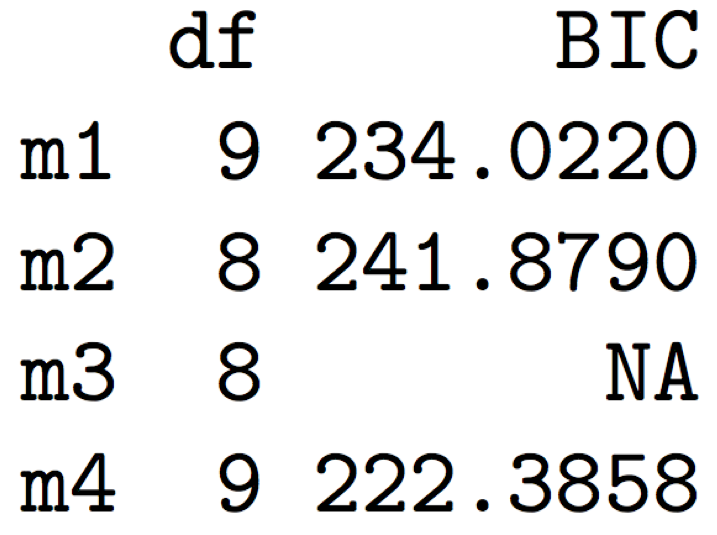 df BIC
m1 9 234.0220
m2 8 241.8790
m3 8 NA
m4 9 222.3858